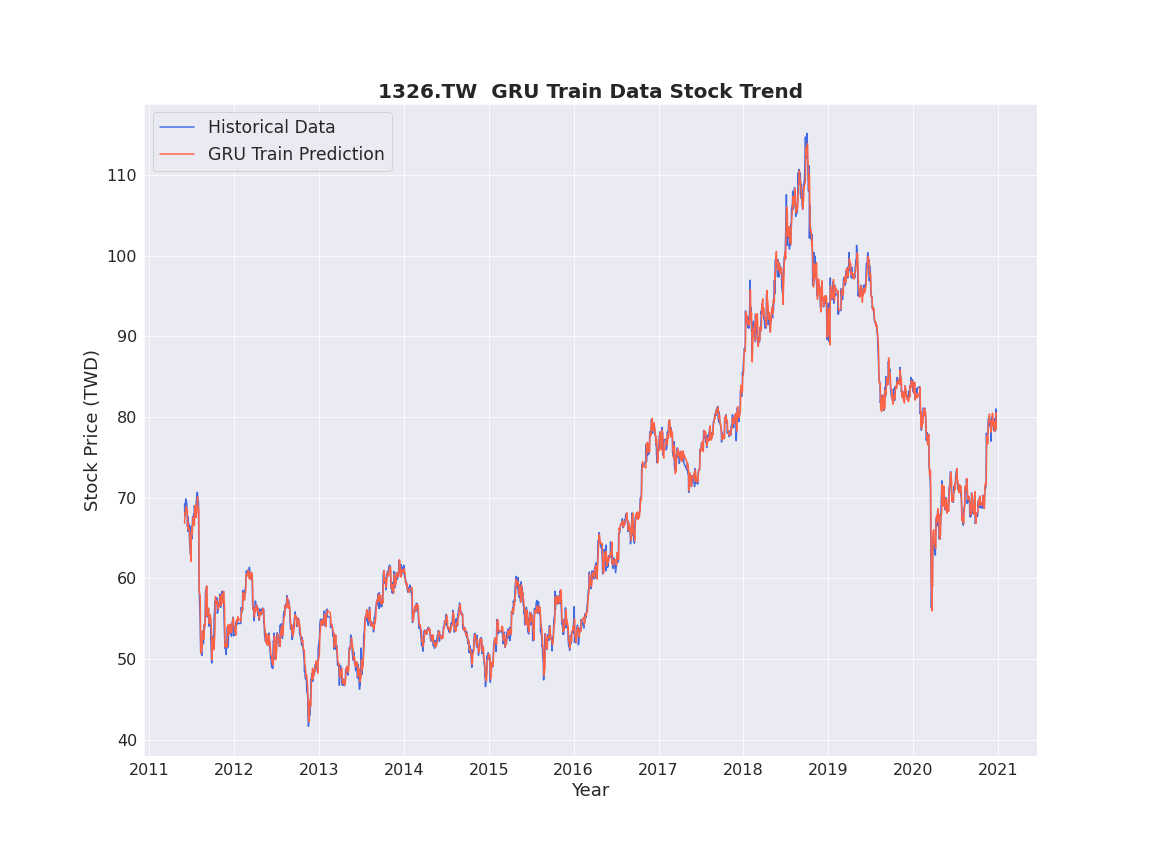 1326.TW  GRU Train Data Stock Trend
Historical Data
GRU Train Prediction
Stock Price (TWD)
110
100
90
80
70
60
50
40
2011 2012 2013 2014 2015 2016 2017 2018 2019 2020 2021
Year